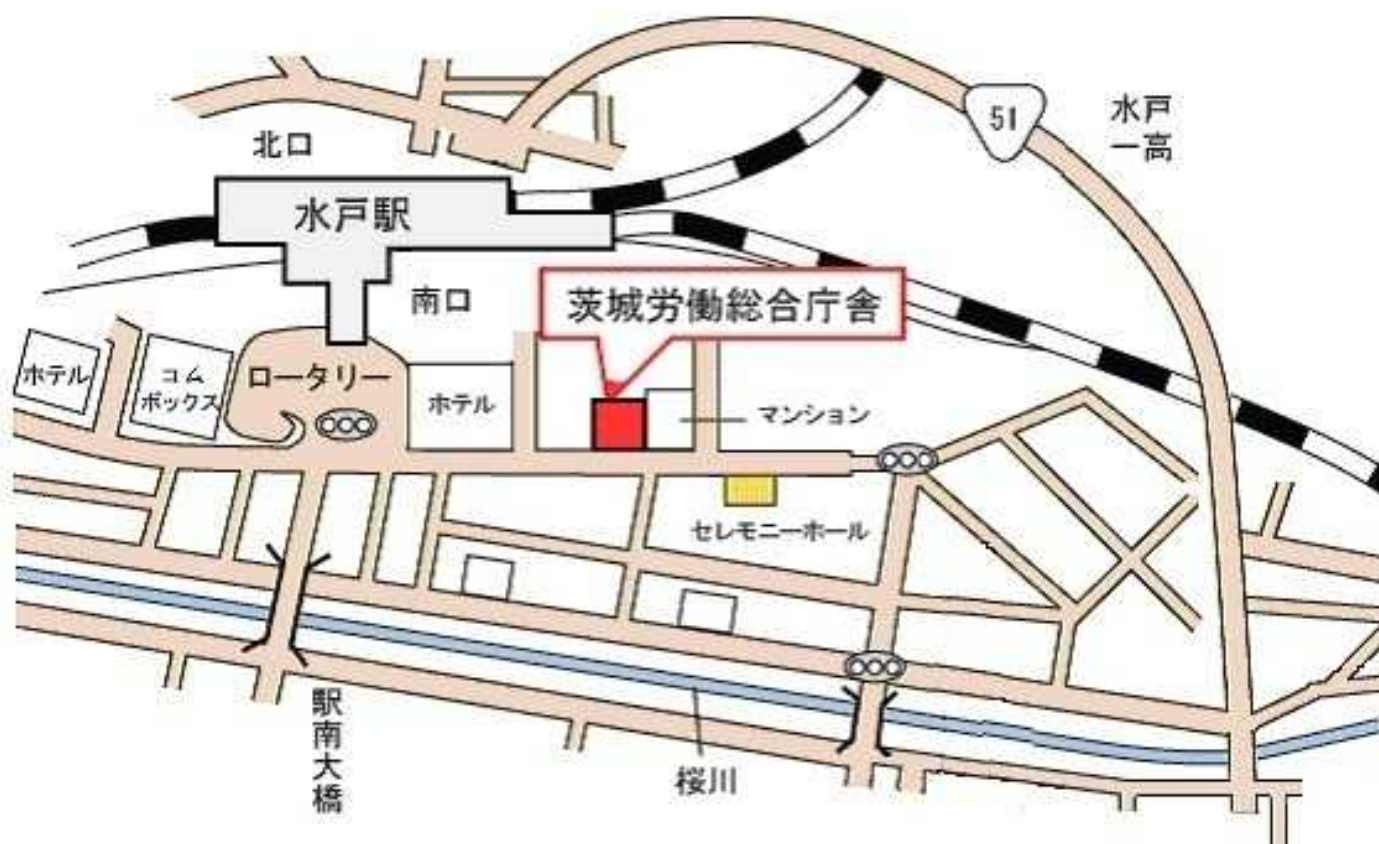 51
水戸
一高
北口
水戸駅
南口
茨城労働総合庁舎
ホテル
コム
ボックス
ロータリー
ホテル
マンション
セレモニーホール
駅南大橋
桜川